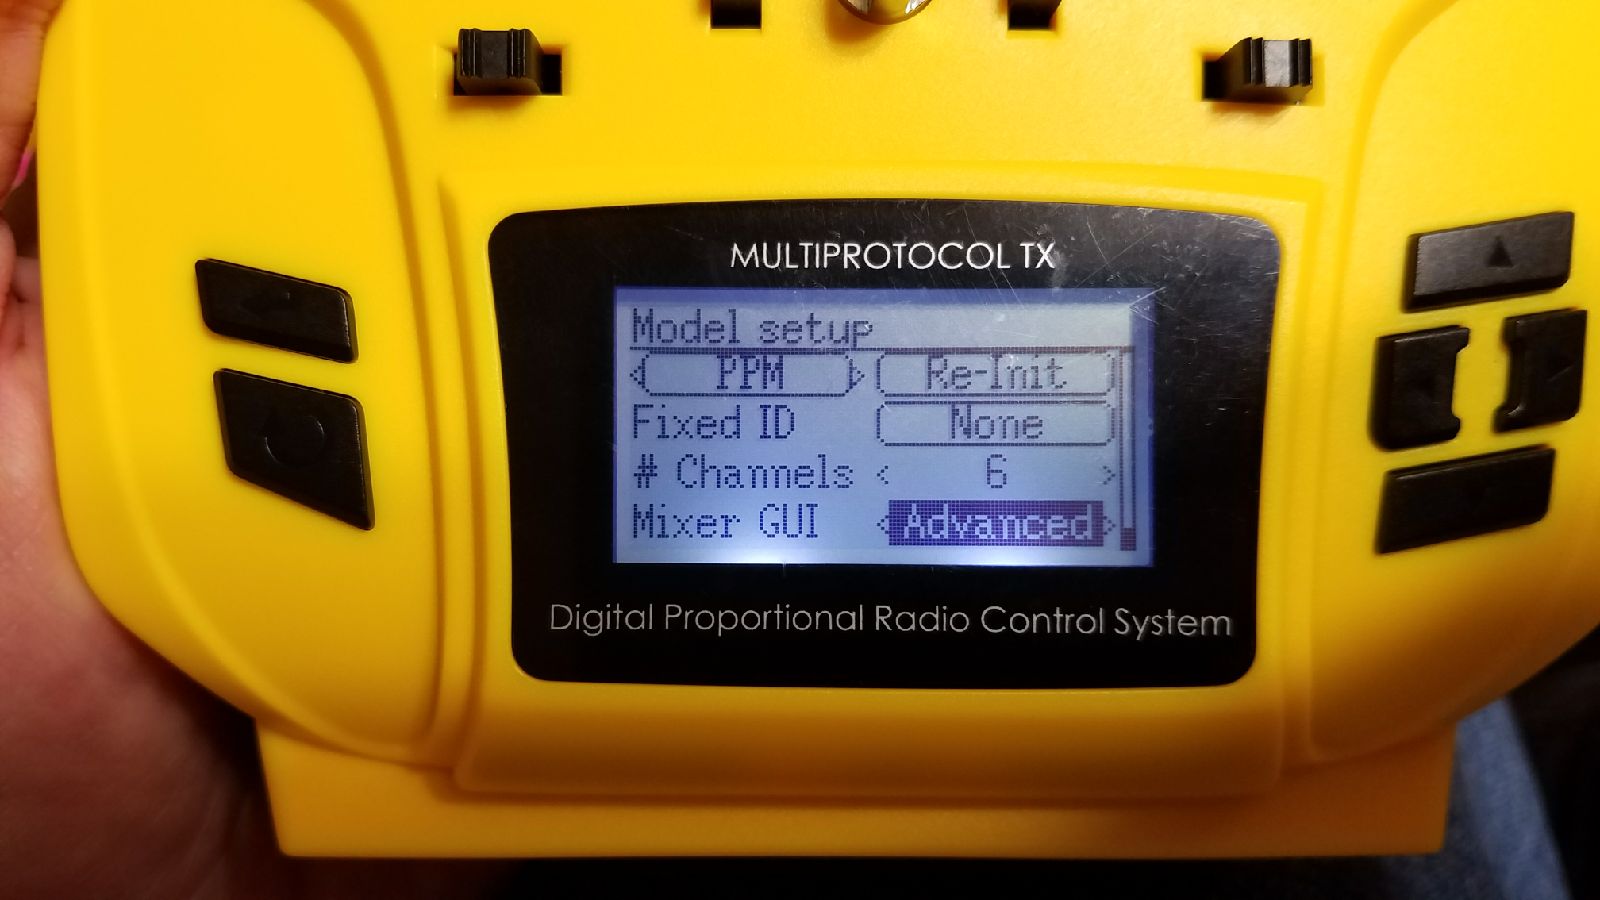 MULTIPROTOCOL TX
Model setup
< PPM > Re-Init
Fixed ID None
# Channels < 6 >
Mixer GUI < Advanced >
Digital Proportional Radio Control System